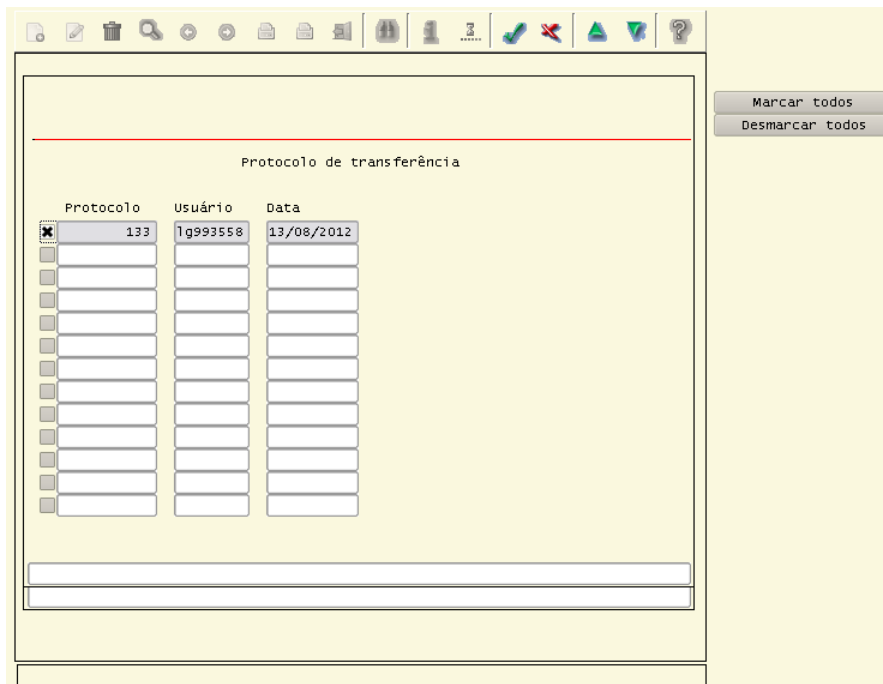 Marcar todos
Desmarcar todos
Protocolo de transferência
Protocolo Usuário Data
133 lg993558 13/08/2012